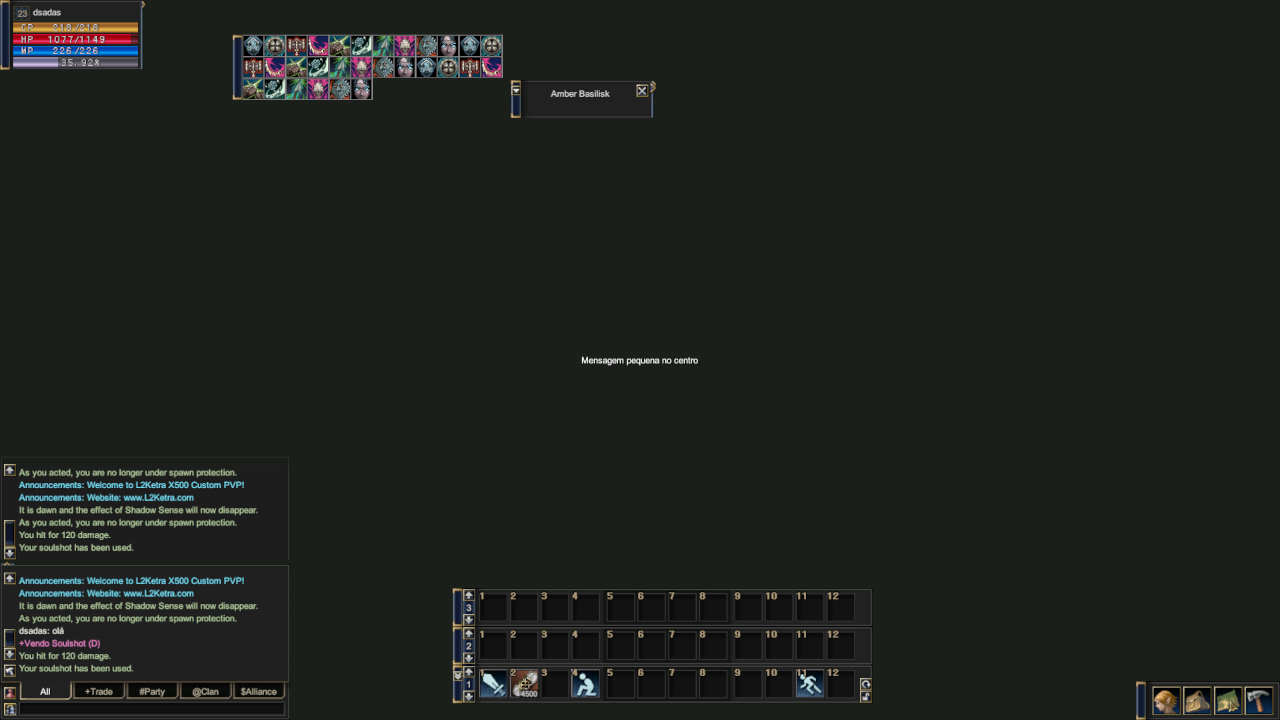 23 dsadas
CP 218/218
HP 1077/1149
MP 226/226
35.92%
Amber Basilisk
Mensagem pequena no centro
As you acted, you are no longer under spawn protection.
Announcements: Welcome to L2Ketra X500 Custom PVP!
Announcements: Website: www.L2Ketra.com
It is dawn and the effect of Shadow Sense will now disappear.
As you acted, you are no longer under spawn protection.
You hit for 120 damage.
Your soulshot has been used.
Announcements: Welcome to L2Ketra X500 Custom PVP!
Announcements: Website: www.L2Ketra.com
It is dawn and the effect of Shadow Sense will now disappear.
As you acted, you are no longer under spawn protection.
dsadas: olá
+Vendo Soulshot (D)
You hit for 120 damage.
Your soulshot has been used.
All +Trade #Party @Clan $Alliance
3 1 2 3 4 5 6 7 8 9 10 11 12
2 1 2 3 4 5 6 7 8 9 10 11 12
1 1 2 3 4 5 6 7 8 9 10 11 12
4500